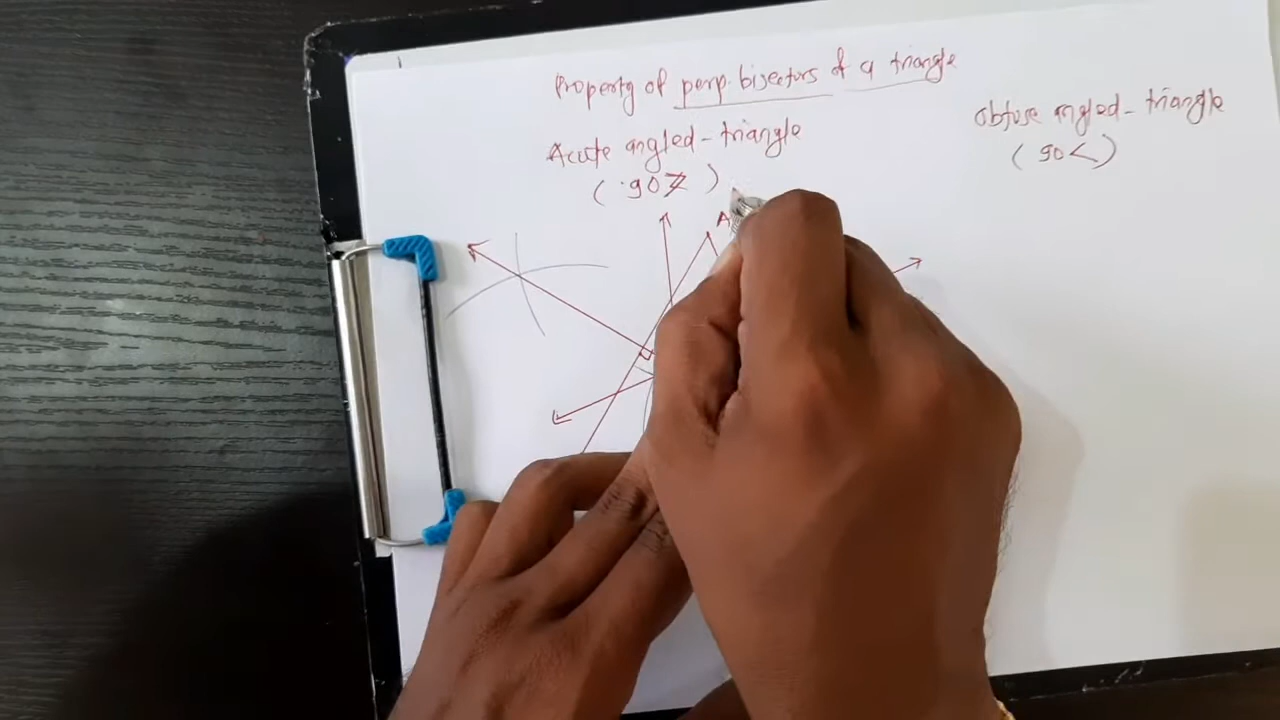 Property of perp. bisectors of a triangle
Acute angled - triangle
Obtuse angled - triangle
(90<)
A